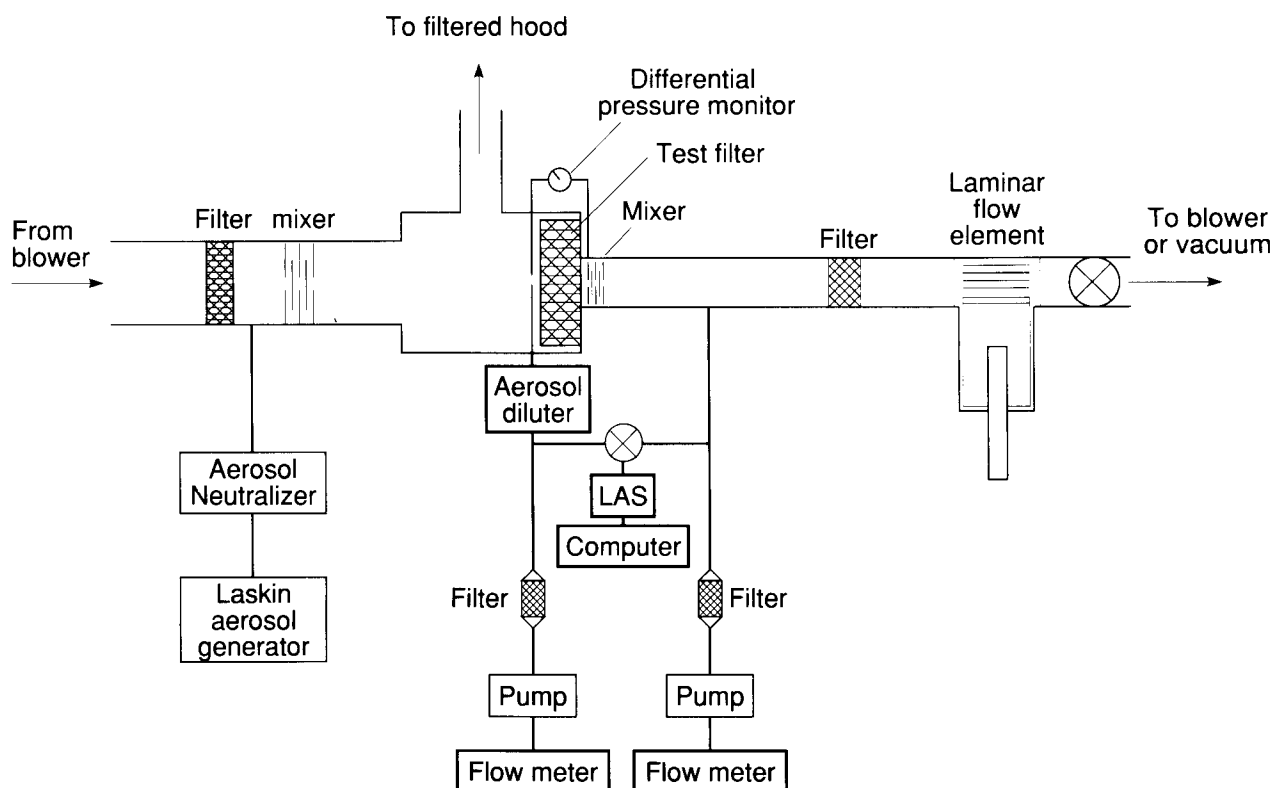 To filtered hood
Differential
pressure monitor
Test filter
Mixer
Laminar
flow
element
To blower
or vacuum
From
blower
Filter
mixer
Filter
Aerosol
diluter
Aerosol
Neutralizer
LAS
Computer
Laskin
aerosol
generator
Filter
Filter
Pump
Pump
Flow meter
Flow meter